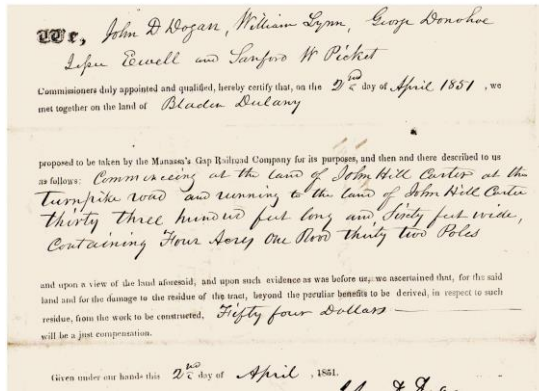 We, John D Dogan, William Lynn, George Donohoe
Jesse Ewell and Sanford W Picket
Commissioners duly appointed and qualified, hereby certify that, on the 2nd day of April 1851, we
met together on the land of Bladen Dulany
proposed to be taken by the Manassa's Gap Railroad Company for its purposes, and then and there described to us
as follows: Commencing at the land of John Hill Carter at the
turnpike road and running to the land of John Hill Carter
thirty three hundred feet long and Sixty feet wide,
Containing Four Acres One Rood thirty two Poles
and upon a view of the land aforesaid, and upon such evidence as was before us, we ascertained that, for the said
land and for the damage to the residue of the tract, beyond the peculiar benefits to be derived, in respect to such
residue, from the work to be constructed, Fifty four Dollars
will be a just compensation.
Given under our hands this 2nd day of April, 1851.